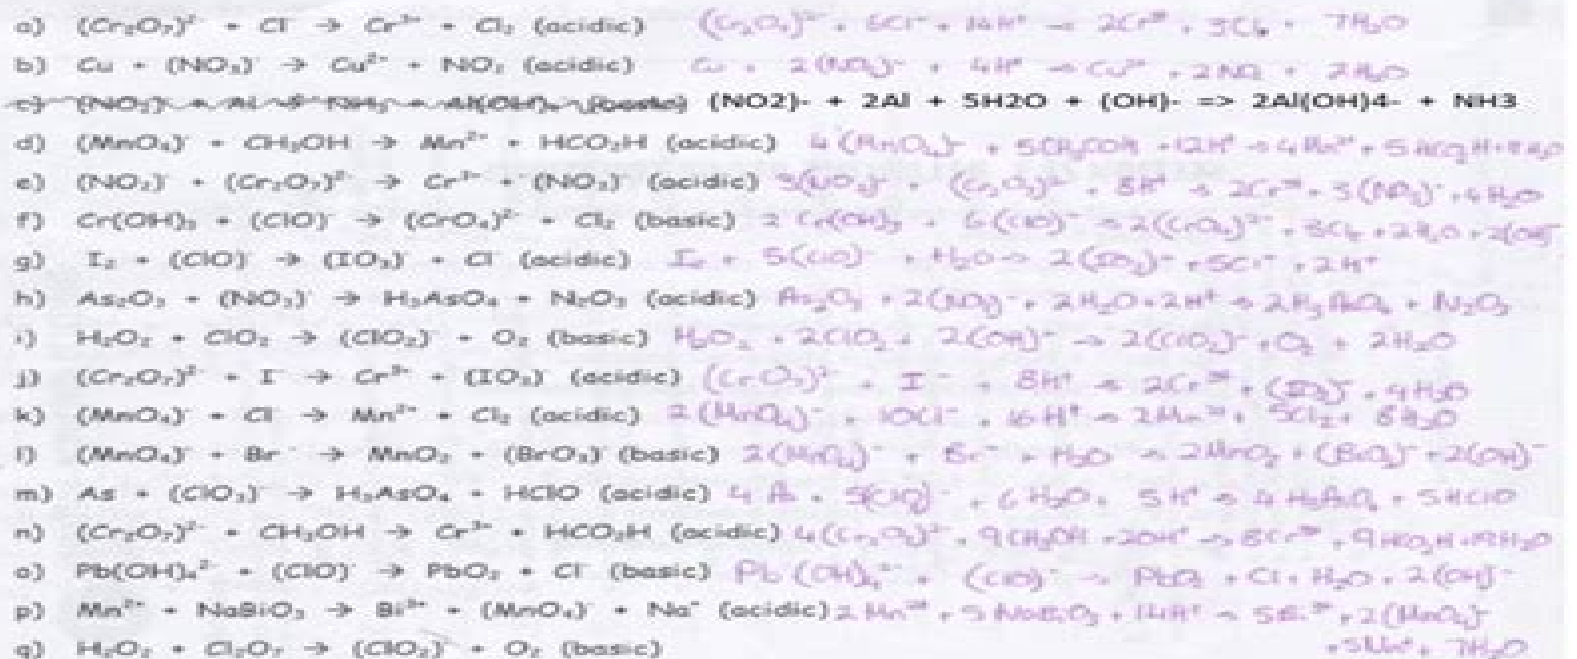 a) (Cr₂O₇)²⁻ + Cl⁻ → Cr³⁺ + Cl₂ (acidic) (Cr₂O₇)²⁻ + 6Cl⁻ + 14H⁺ → 2Cr³⁺ + 3Cl₂ + 7H₂O
b) Cu + (NO₃)⁻ → Cu²⁺ + NO₂ (acidic) Cu + 2(NO₃)⁻ + 4H⁺ → Cu²⁺ + 2NO₂ + 2H₂O
c) (NO2)- + 2Al + 5H2O + (OH)- => 2Al(OH)4- + NH3
d) (MnO₄)⁻ + CH₃OH → Mn²⁺ + HCO₂H (acidic) 4(MnO₄)⁻ + + 12H⁺ → 4Mn²⁺ + 5HCO₂H +
e) (NO₂)⁻ + (Cr₂O₇)²⁻ → Cr³⁺ + (NO₃)⁻ (acidic) 3(NO₂)⁻ + (Cr₂O₇)²⁻ + 8H⁺ → 2Cr³⁺ + 3(NO₃)⁻ + 4H₂O
f) Cr(OH)₃ + (ClO)⁻ → (CrO₄)²⁻ + Cl₂ (basic) 2Cr(OH)₃ + 6(ClO)⁻ → 2(CrO₄)²⁻ + 3Cl₂ + 2H₂O + 2(OH)⁻
g) I₂ + (ClO)⁻ → (IO₃)⁻ + Cl⁻ (acidic) I₂ + 5(ClO)⁻ + H₂O → 2(IO₃)⁻ + 5Cl⁻ + 2H⁺
h) As₂O₃ + (NO₃)⁻ → H₃AsO₄ + N₂O₃ (acidic) As₂O₃ + 2(NO₃)⁻ + 2H₂O + 2H⁺ → 2H₃AsO₄ + N₂O₃
i) H₂O₂ + ClO₂ → (ClO₂)⁻ + O₂ (basic) H₂O₂ + 2ClO₂ + 2(OH)⁻ → 2(ClO₂)⁻ + O₂ + 2H₂O
j) (Cr₂O₇)²⁻ + I⁻ → Cr³⁺ + (IO₃)⁻ (acidic) + I⁻ + 8H⁺ → 2Cr³⁺ + (IO₃)⁻ + 4H₂O
k) (MnO₄)⁻ + Cl⁻ → Mn²⁺ + Cl₂ (acidic) 2(MnO₄)⁻ + 10Cl⁻ + 16H⁺ → 2Mn²⁺ + 5Cl₂ + 8H₂O
l) (MnO₄)⁻ + Br⁻ → MnO₂ + (BrO₃)⁻ (basic) 2(MnO₄)⁻ + Br⁻ + H₂O → 2MnO₂ + (BrO₃)⁻ + 2(OH)⁻
m) As + (ClO₃)⁻ → H₃AsO₄ + HClO (acidic) 4As + 5(ClO₃)⁻ + 6H₂O + 5H⁺ → 4H₃AsO₄ + 5HClO
n) (Cr₂O₇)²⁻ + CH₃OH → Cr³⁺ + HCO₂H (acidic) 4(Cr₂O₇)²⁻ + 9CH₃OH + 20H⁺ → 8Cr³⁺ + 9HCO₂H + 19H₂O
o) Pb(OH)₄²⁻ + (ClO)⁻ → PbO₂ + Cl⁻ (basic) Pb(OH)₄²⁻ + (ClO)⁻ → PbO₂ + Cl⁻ + H₂O + 2(OH)⁻
p) Mn²⁺ + NaBiO₃ → Bi³⁺ + (MnO₄)⁻ + Na⁺ (acidic) 2Mn²⁺ + 5NaBiO₃ + 14H⁺ → 5Bi³⁺ + 2(MnO₄)⁻
+ 5Na⁺ + 7H₂O
q) H₂O₂ + Cl₂O₇ → (ClO₂)⁻ + O₂ (basic)